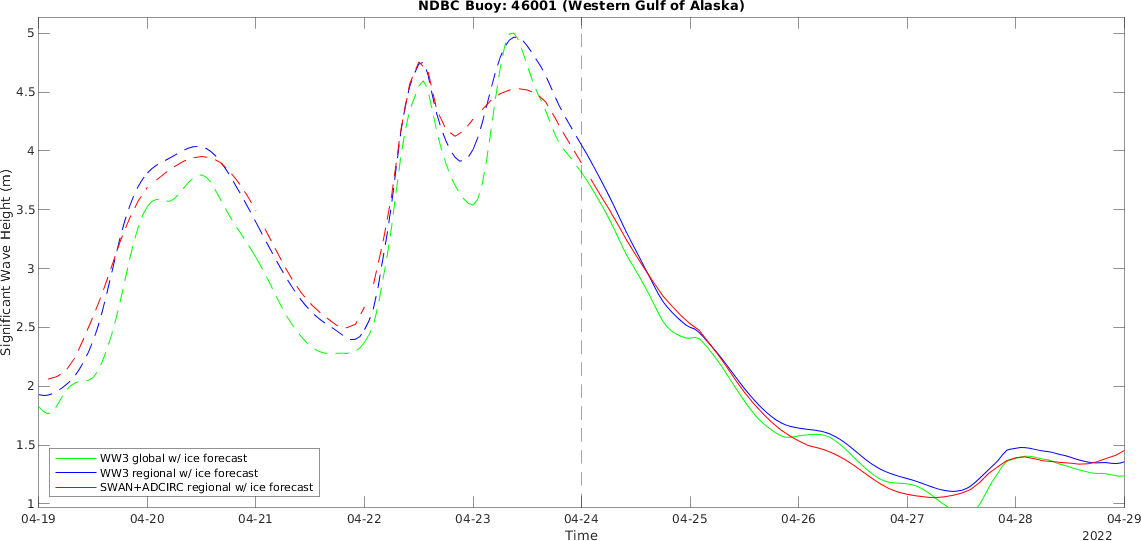 NDBC Buoy: 46001 (Western Gulf of Alaska)
5
4.5
4
3.5
3
2.5
2
1.5
1
Significant Wave Height (m)
WW3 global w/ ice forecast
WW3 regional w/ ice forecast
SWAN+ADCIRC regional w/ ice forecast
04-19 04-20 04-21 04-22 04-23 04-24 04-25 04-26 04-27 04-28 04-29
Time
2022